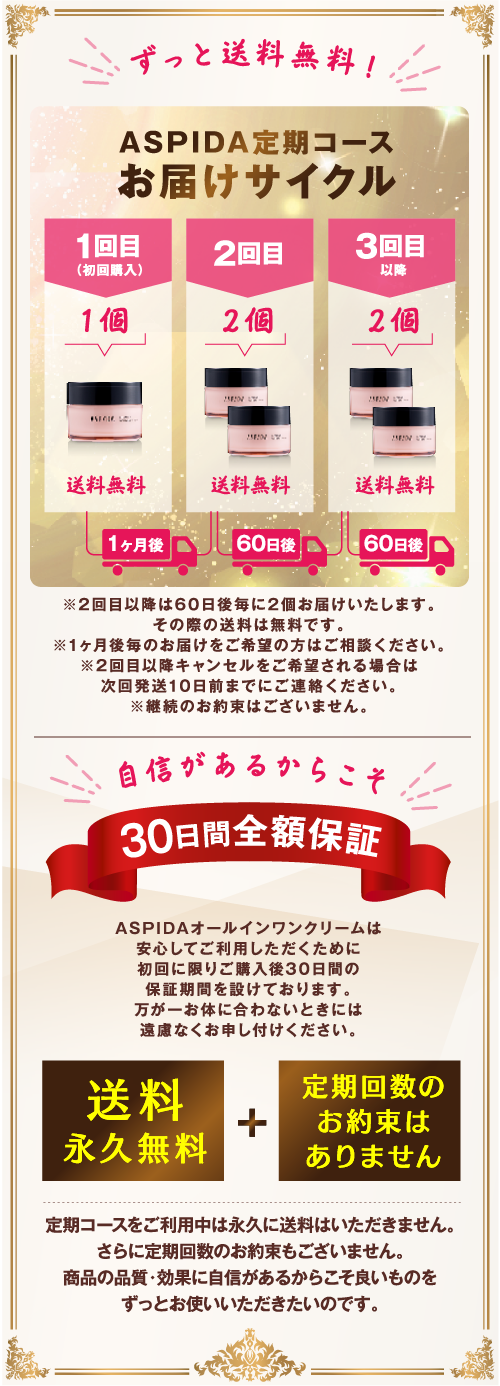 ずっと送料無料！
ASPIDA定期コース
お届けサイクル
1回目
（初回購入）
2回目
3回目
以降
1個
2個
2個
送料無料
送料無料
送料無料
1ヶ月後
60日後
60日後
※2回目以降は60日後毎に2個お届けいたします。
その際の送料は無料です。
※1ヶ月後毎のお届けをご希望の方はご相談ください。
※2回目以降キャンセルをご希望される場合は
次回発送10日前までにご連絡ください。
※継続のお約束はございません。
自信があるからこそ
30日間全額保証
ASPIDAオールインワンクリームは
安心してご利用しただくために
初回に限りご購入後30日間の
保証期間を設けております。
万が一お体に合わないときには
遠慮なくお申し付けください。
送料
永久無料
+
定期回数の
お約束は
ありません
定期コースをご利用中は永久に送料はいただきません。
さらに定期回数のお約束もございません。
商品の品質・効果に自信があるからこそ良いものを
ずっとお使いいただきたいのです。